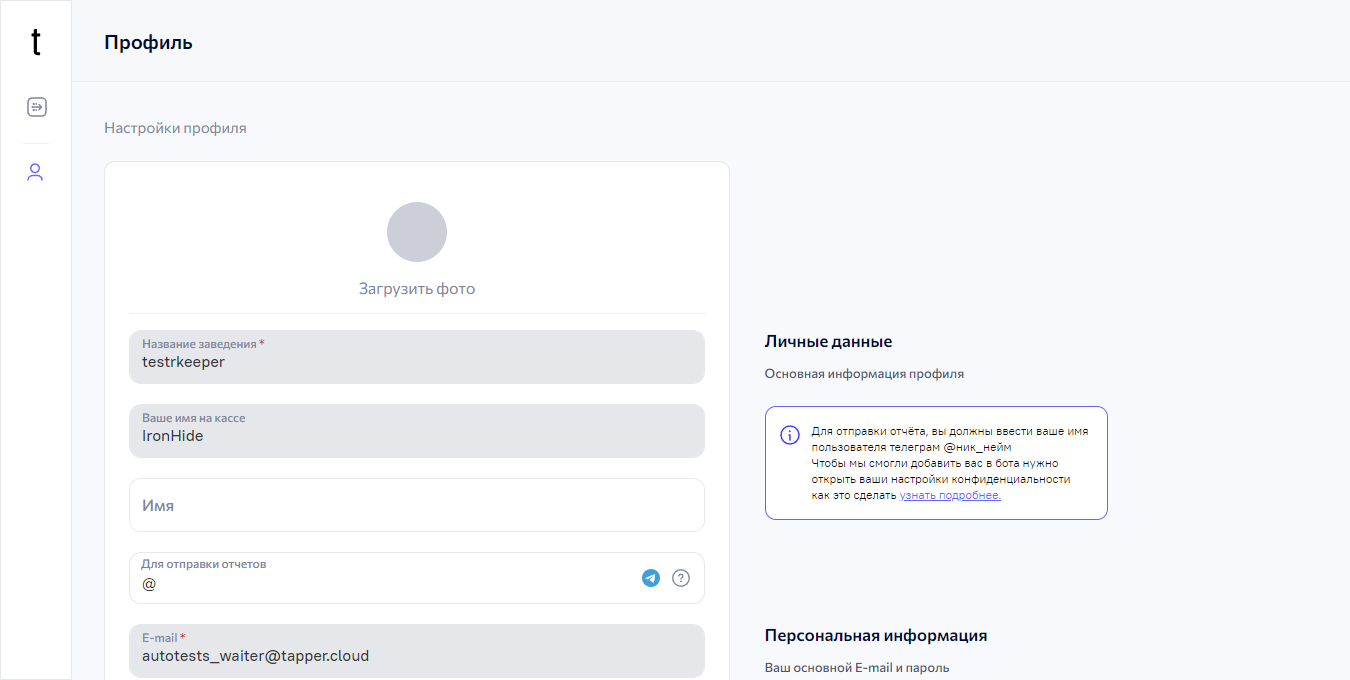 t
Профиль
Настройки профиля
Загрузить фото
Название заведения *
testrkeeper
Ваше имя на кассе
IronHide
Имя
Для отправки отчетов
@
?
E-mail *
autotests_waiter@tapper.cloud
Личные данные
Основная информация профиля
Для отправки отчёта, вы должны ввести ваше имя
пользователя телеграм @ник_нейм
Чтобы мы смогли добавить вас в бота нужно
открыть ваши настройки конфиденциальности
как это сделать узнать подробнее.
Персональная информация
Ваш основной E-mail и пароль